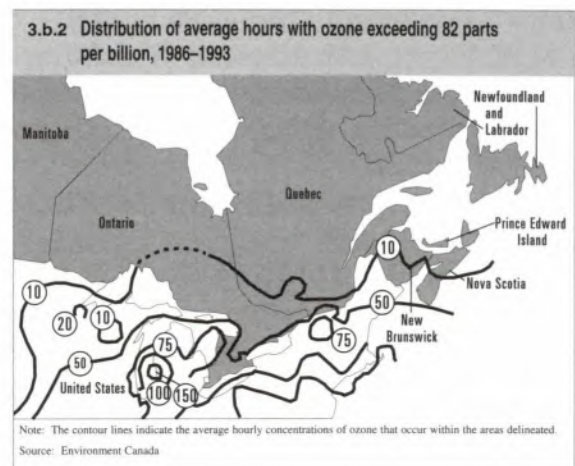 3.b.2 Distribution of average hours with ozone exceeding 82 parts
per billion, 1986–1993
Newfoundland
and
Labrador
Manitoba
Quebec
Ontario
Prince Edward
Island
10
Nova Scotia
10
10
20
50
75
75
New
Brunswick
50
United States
100
150
Note: The contour lines indicate the average hourly concentrations of ozone that occur within the areas delineated.
Source: Environment Canada